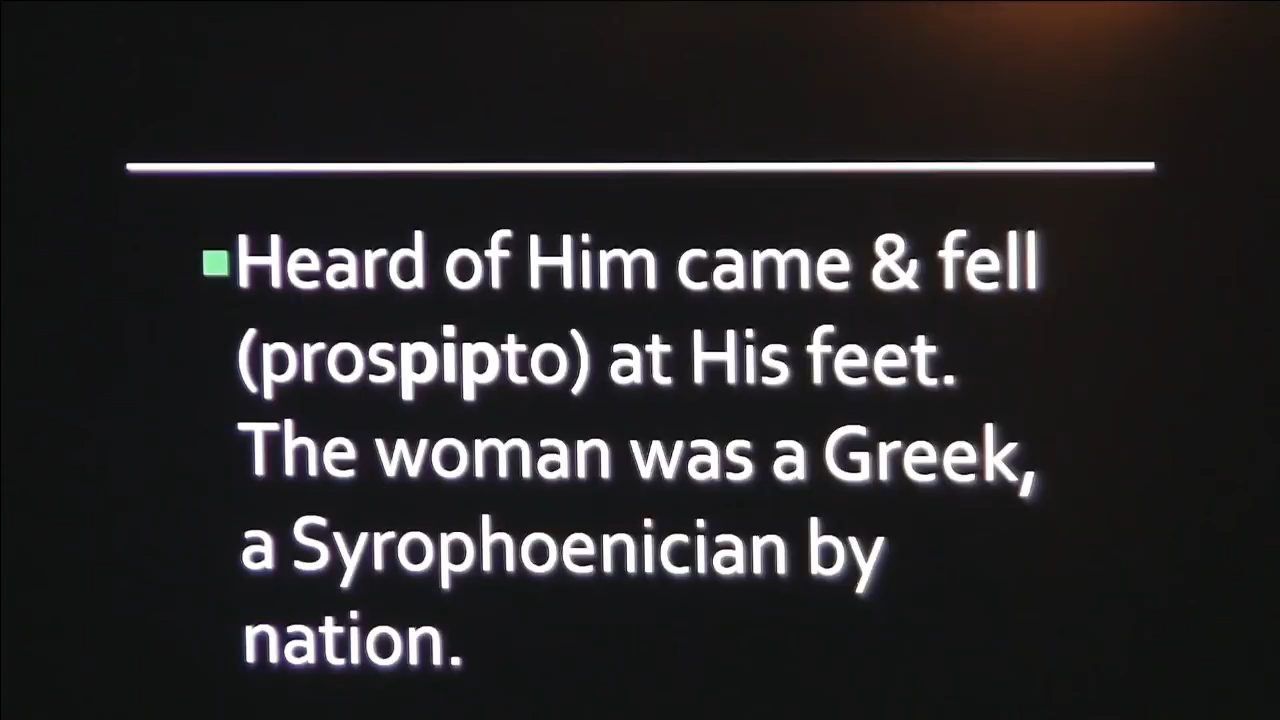 Heard of Him came & fell
(prospipto) at His feet.
The woman was a Greek,
a Syrophoenician by
nation.